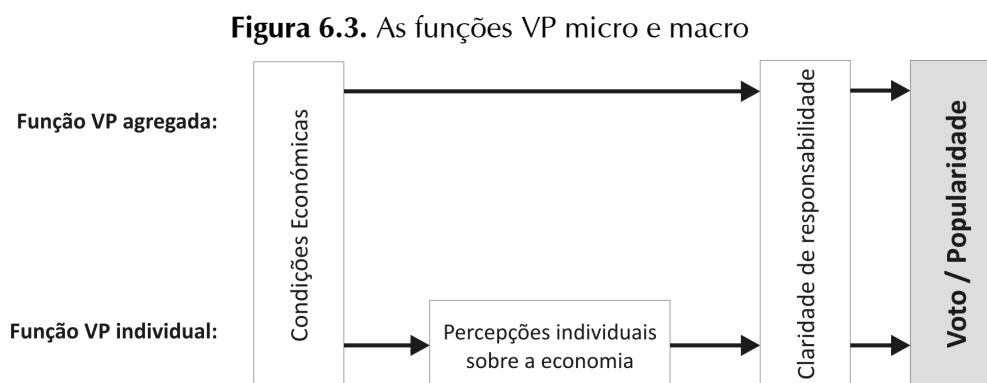 Figura 6.3. As funções VP micro e macro
Função VP agregada:
Condições Económicas
Claridade de responsabilidade
Voto / Popularidade
Função VP individual:
Percepções individuais
sobre a economia